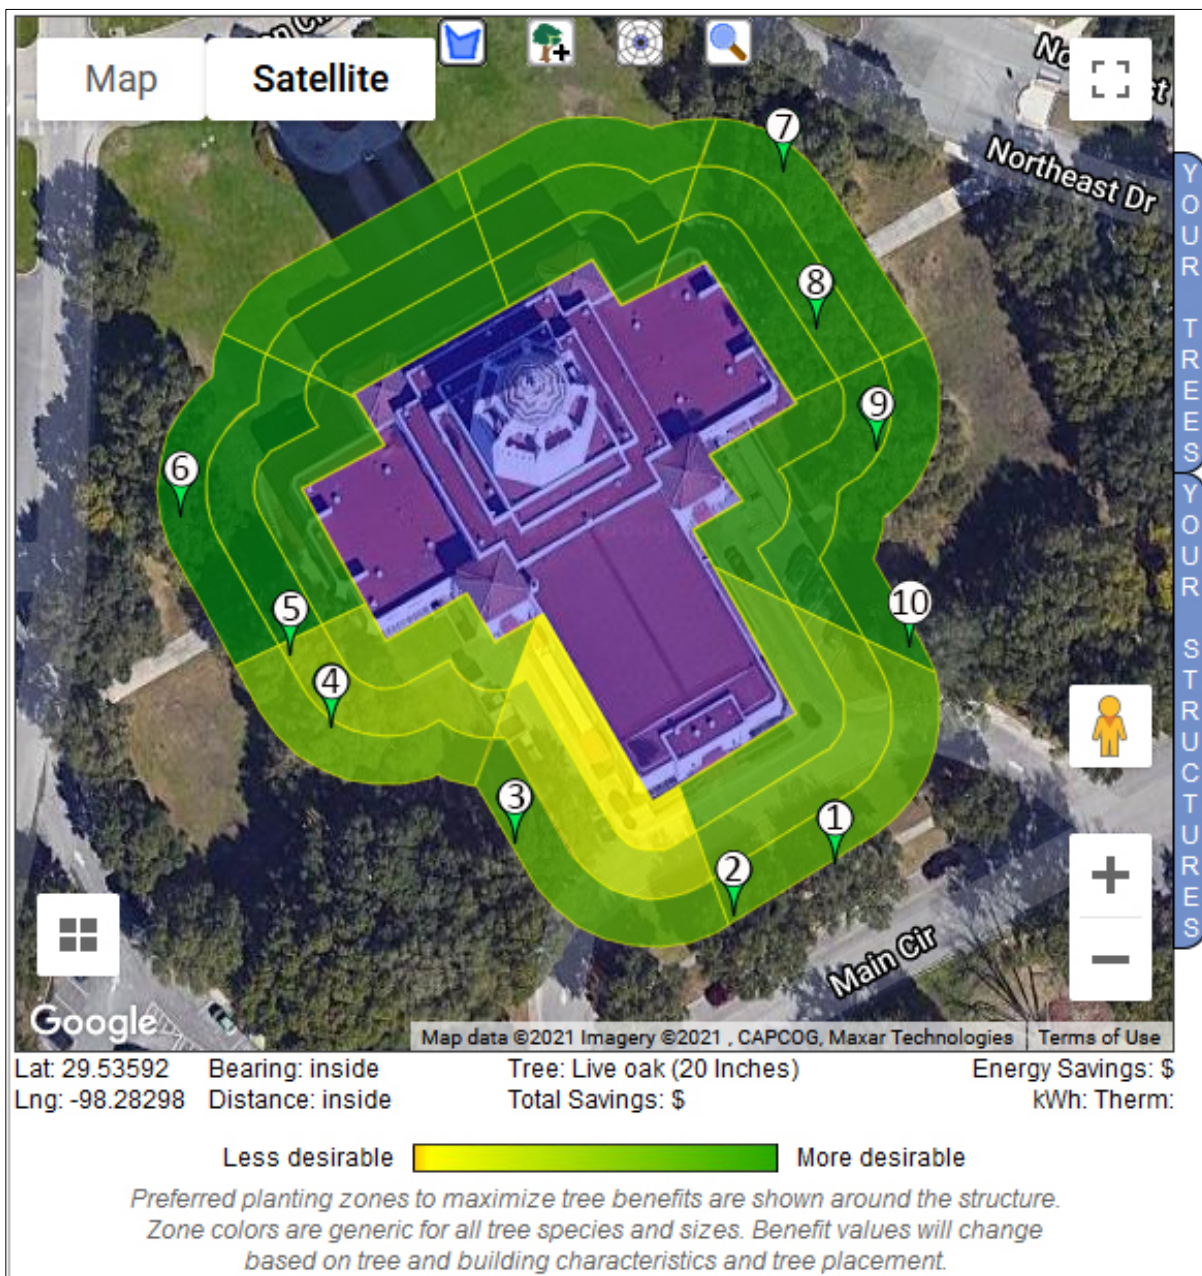 Map
Satellite
Northeast Dr
YOUR TREES
YOUR STRUCTURES
7
8
9
6
10
5
4
3
1
2
Main Cir
Google
Map data ©2021 Imagery ©2021 , CAPCOG, Maxar Technologies
Terms of Use
Lat: 29.53592 Bearing: inside Tree: Live oak (20 Inches) Energy Savings: $
Lng: -98.28298 Distance: inside Total Savings: $ kWh: Therm:
Less desirable More desirable
Preferred planting zones to maximize tree benefits are shown around the structure.
Zone colors are generic for all tree species and sizes. Benefit values will change
based on tree and building characteristics and tree placement.